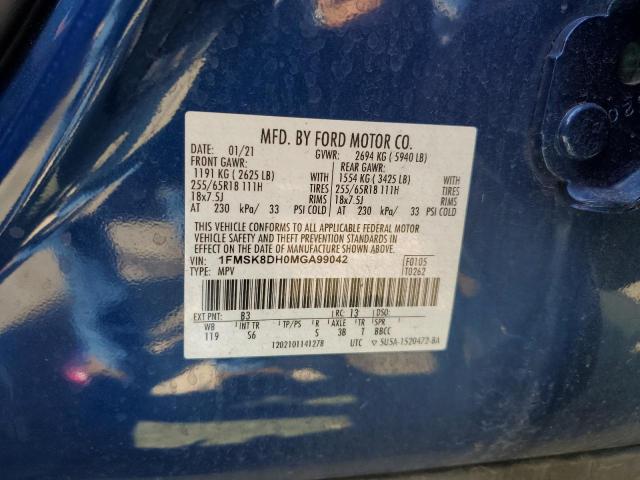 MFD. BY FORD MOTOR CO.
DATE: 01/21 GVWR: 2694 KG ( 5940 LB)
FRONT GAWR: REAR GAWR:
1191 KG ( 2625 LB) 1554 KG ( 3425 LB)
255/65R18 111H TIRES 255/65R18 111H TIRES
18x7.5J RIMS 18x7.5J RIMS
AT 230 kPa/ 33 PSI COLD AT 230 kPa/ 33 PSI COLD
THIS VEHICLE CONFORMS TO ALL APPLICABLE FEDERAL MOTOR
VEHICLE SAFETY AND THEFT PREVENTION STANDARDS IN
EFFECT ON THE DATE OF MANUFACTURE SHOWN ABOVE.
VIN: 1FMSK8DH0MGA99042 F0105
TYPE: MPV T0262
EXT PNT: B3 RC: 13 DSO:
WB INT TR TP/PS R AXLE TR SPR
119 S6 S 3B T BBCC
1202101141278 UTC 5U5A-1520472-BA